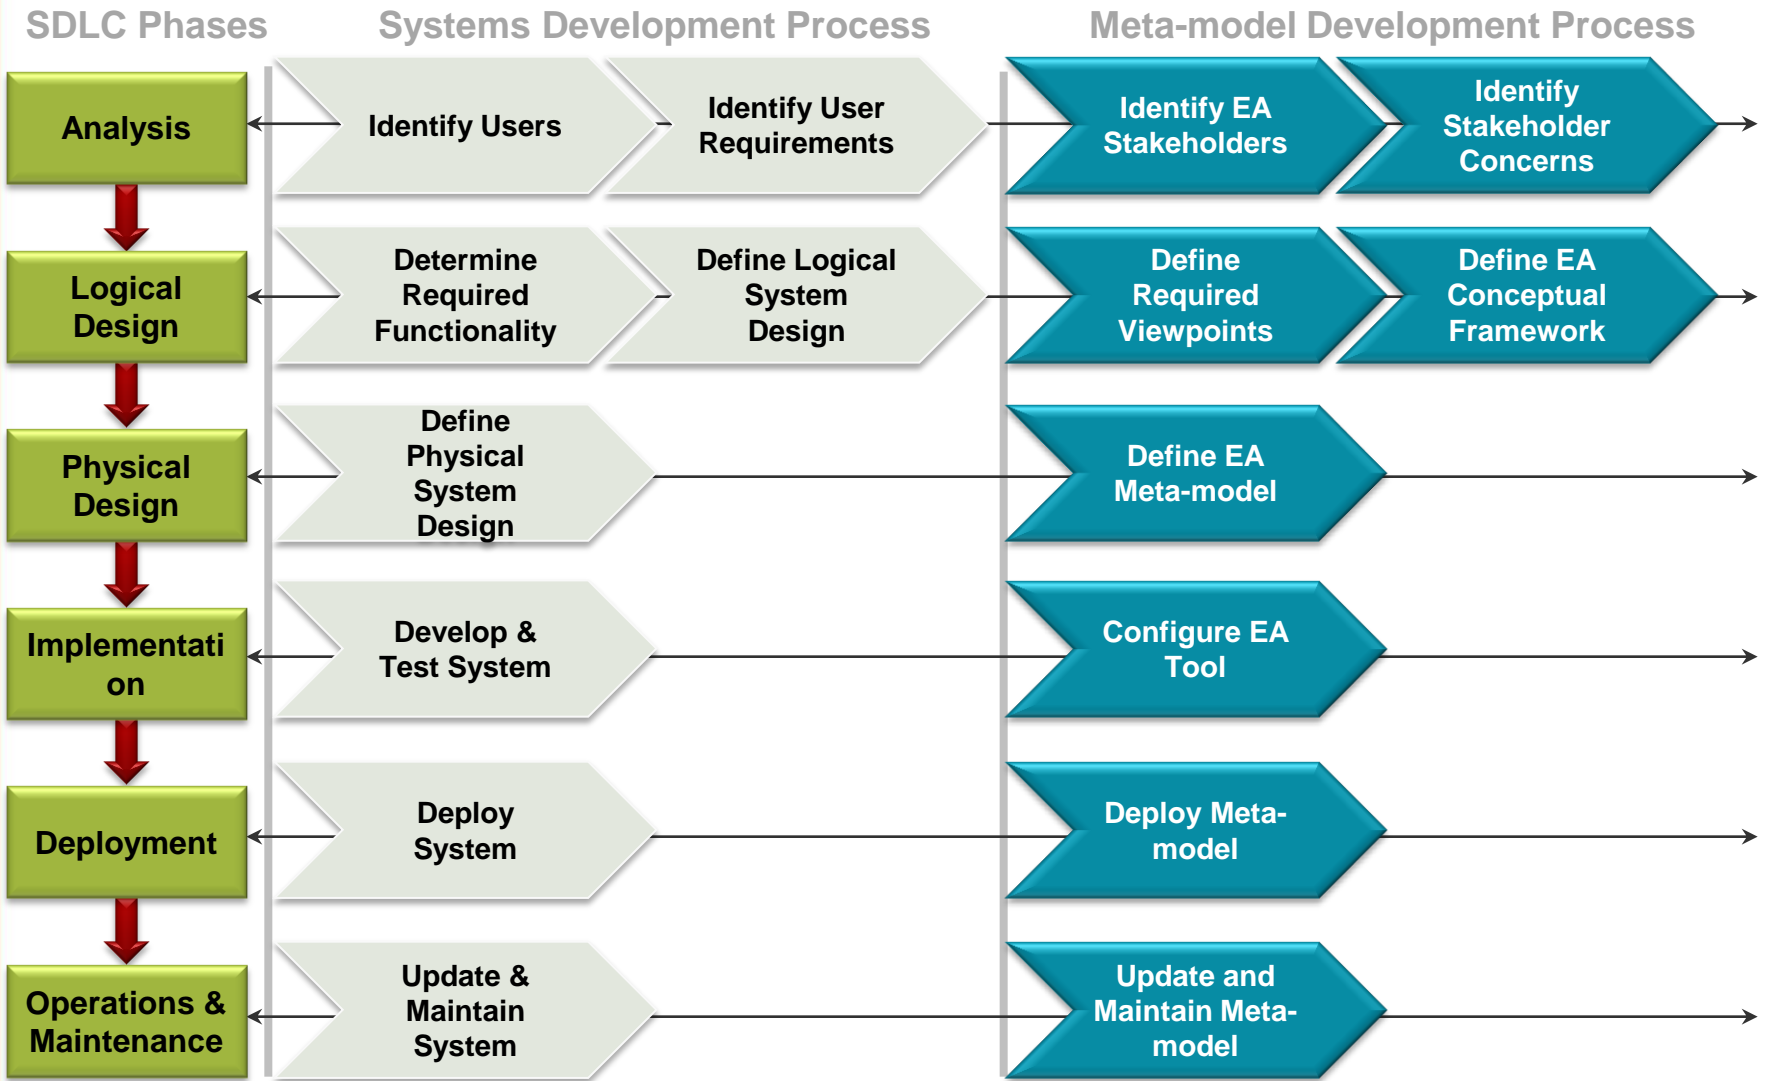 SDLC Phases
Systems Development Process
Meta-model Development Process
Analysis
Identify Users
Identify User
Requirements
Identify EA
Stakeholders
Identify
Stakeholder
Concerns
Logical
Design
Determine
Required
Functionality
Define Logical
System
Design
Define
Required
Viewpoints
Define EA
Conceptual
Framework
Physical
Design
Define
Physical
System
Design
Define EA
Meta-model
Implementati
on
Develop &
Test System
Configure EA
Tool
Deployment
Deploy
System
Deploy Meta-
model
Operations &
Maintenance
Update &
Maintain
System
Update and
Maintain Meta-
model